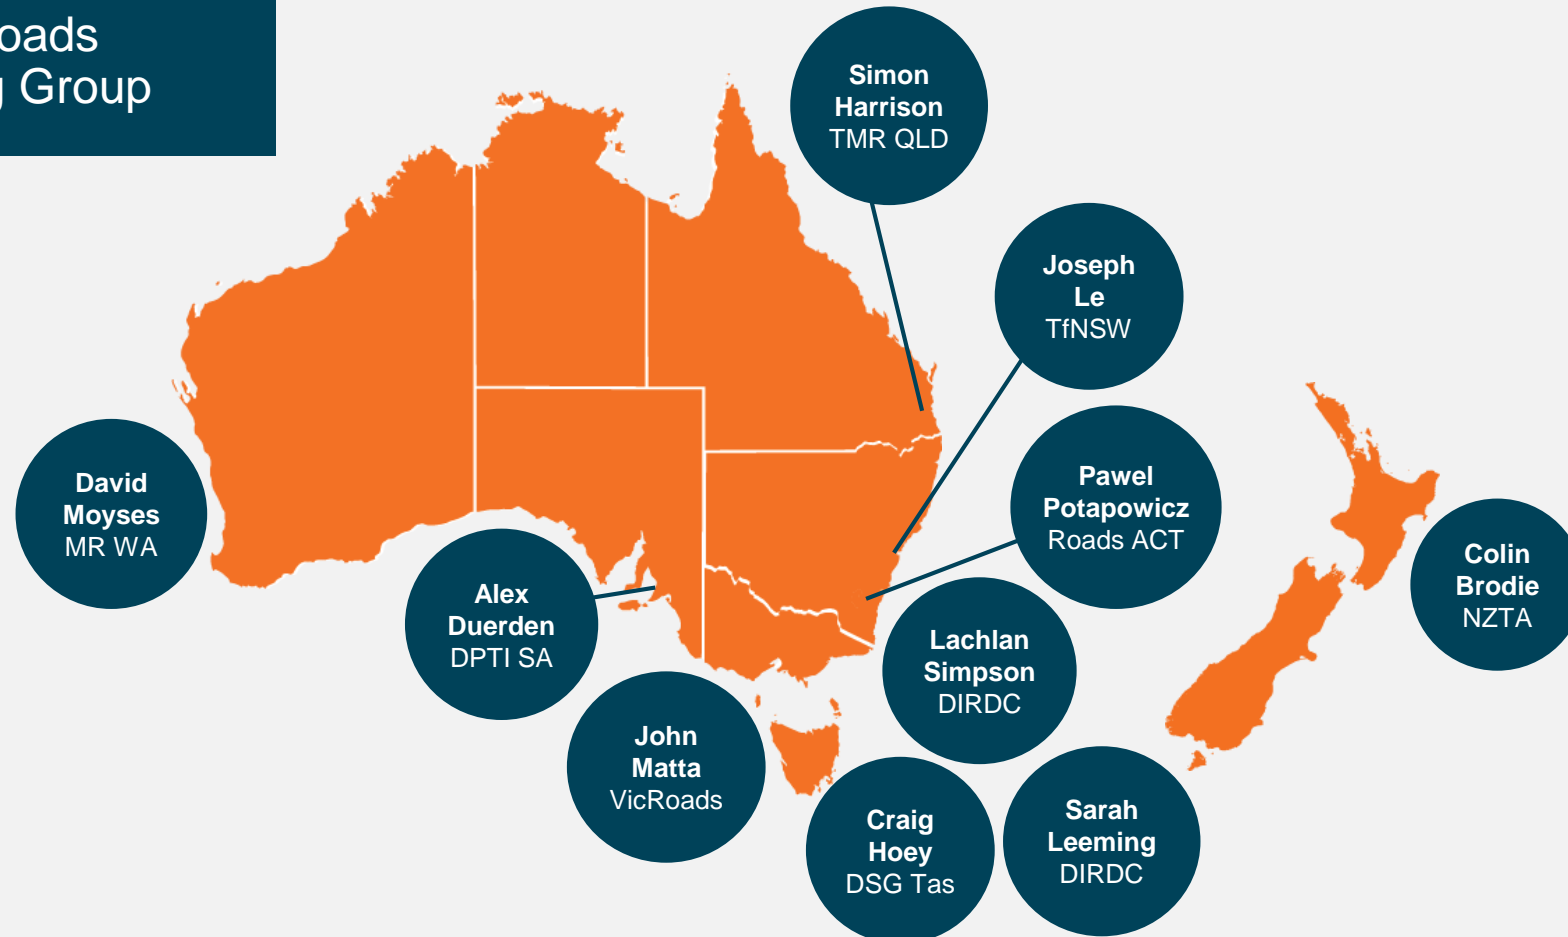 oads
g Group
Simon
Harrison
TMR QLD
Joseph
Le
TfNSW
Pawel
Potapowicz
Roads ACT
David
Moyses
MR WA
Colin
Brodie
NZTA
Alex
Duerden
DPTI SA
Lachlan
Simpson
DIRDC
John
Matta
VicRoads
Craig
Hoey
DSG Tas
Sarah
Leeming
DIRDC